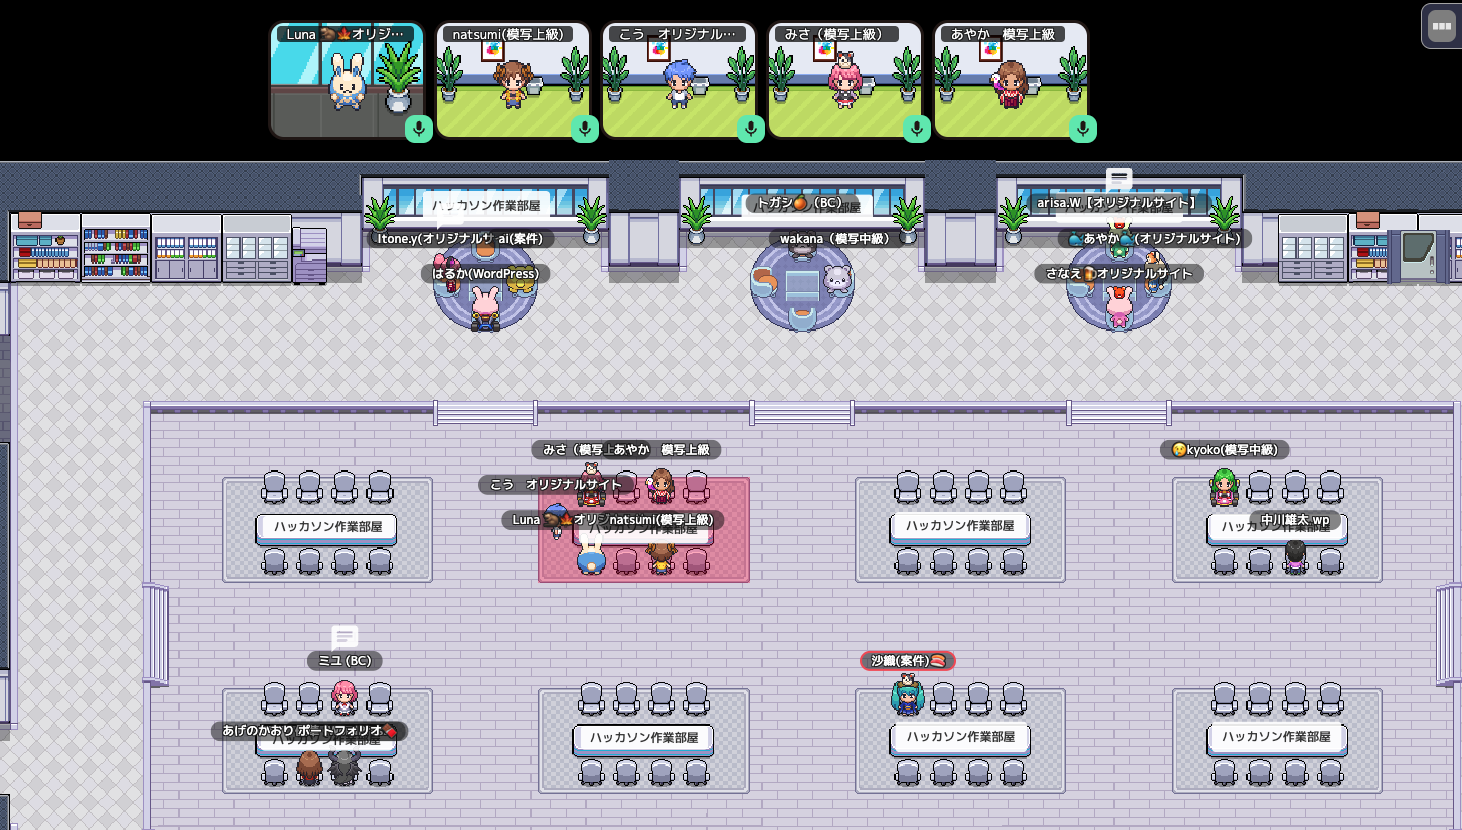 Luna 🐿️🍁オリジ…
natsumi(模写上級)
こう　オリジナル…
みさ（模写上級）
あやか　模写上級
ハッカソン作業部屋
トガシ🍊（BC）
arisa.W【オリジナルサイト】
Itone.y(オリジナルサ
ai(案件)
wakana（模写中級）
あやか
(オリジナルサイト)
はるか(WordPress)
さなえ
オリジナルサイト
みさ（模写上
あやか　模写上級
😢kyoko(模写中級)
こう　オリジナルサイト
Luna 🐿️🍁オリジ
natsumi(模写上級)
ハッカソン作業部屋
ハッカソン作業部屋
ハッカソン作業部屋
中川雄太 wp
ミユ (BC)
沙織(案件)🍣
あげのかおり
ポートフォリオ🍫
ハッカソン作業部屋
ハッカソン作業部屋
ハッカソン作業部屋
ハッカソン作業部屋